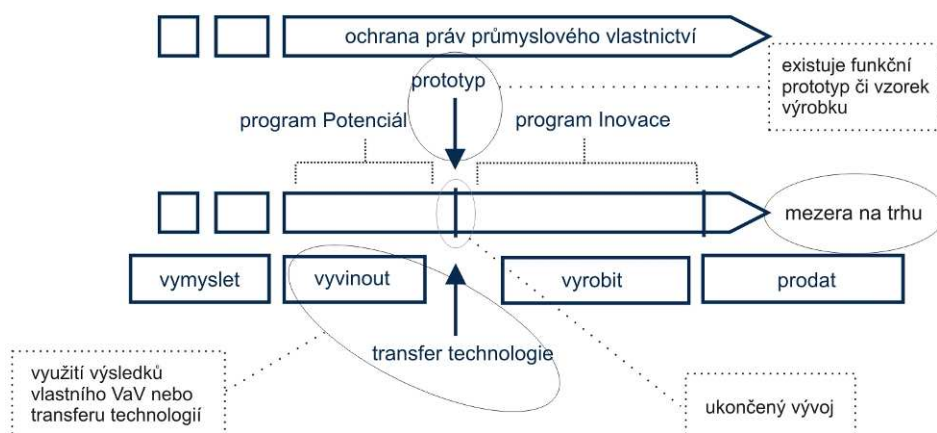 ochrana práv průmyslového vlastnictví
existuje funkční
prototyp či vzorek
výrobku
prototyp
program Potenciál
program Inovace
mezera na trhu
vymyslet
vyvinout
vyrobit
prodat
transfer technologie
využití výsledků
vlastního VaV nebo
transferu technologií
ukončený vývoj